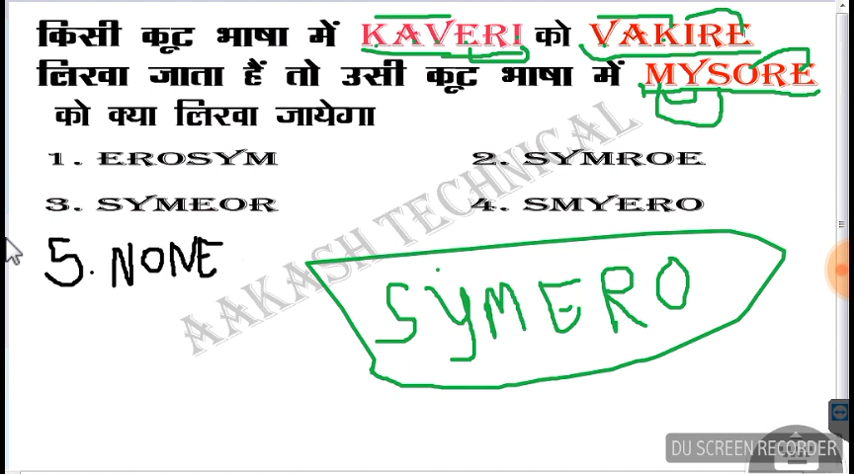 किसी कूट भाषा में KAVERI को VAKIRE
लिखा जाता हैं तो उसी कूट भाषा में MYSORE
को क्या लिखा जायेगा
1. EROSYM 2. SYMROE
3. SYMEOR 4. SMYERO
5. NONE
SYMERO
AAKASH TECHNICAL
DU SCREEN RECORDER